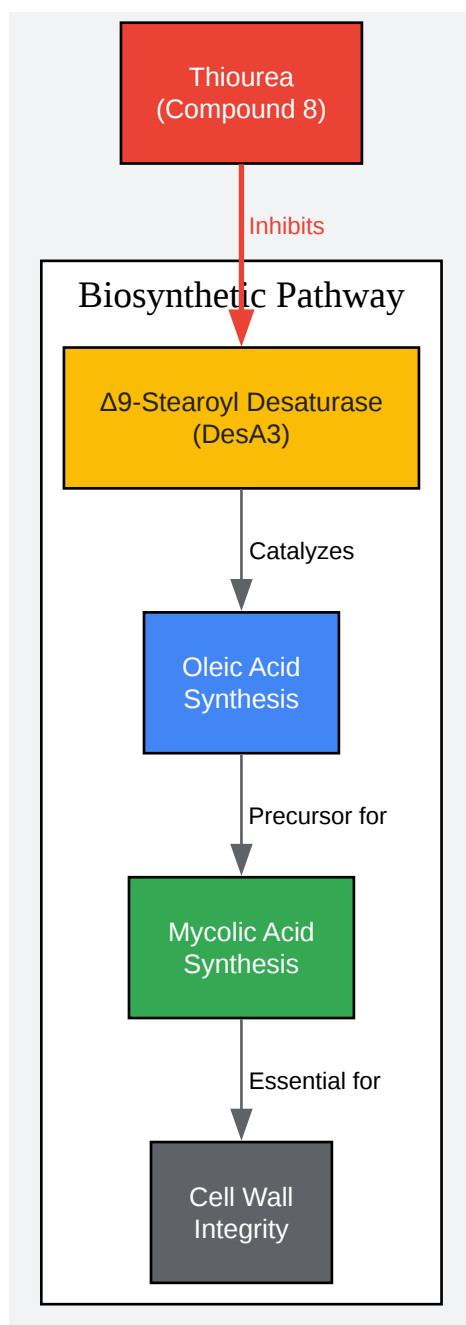 Thiourea
(Compound 8)
Inhibits
Biosynthetic Pathway
Δ9-Stearoyl Desaturase
(DesA3)
Catalyzes
Oleic Acid
Synthesis
Precursor for
Mycolic Acid
Synthesis
Essential for
Cell Wall
Integrity